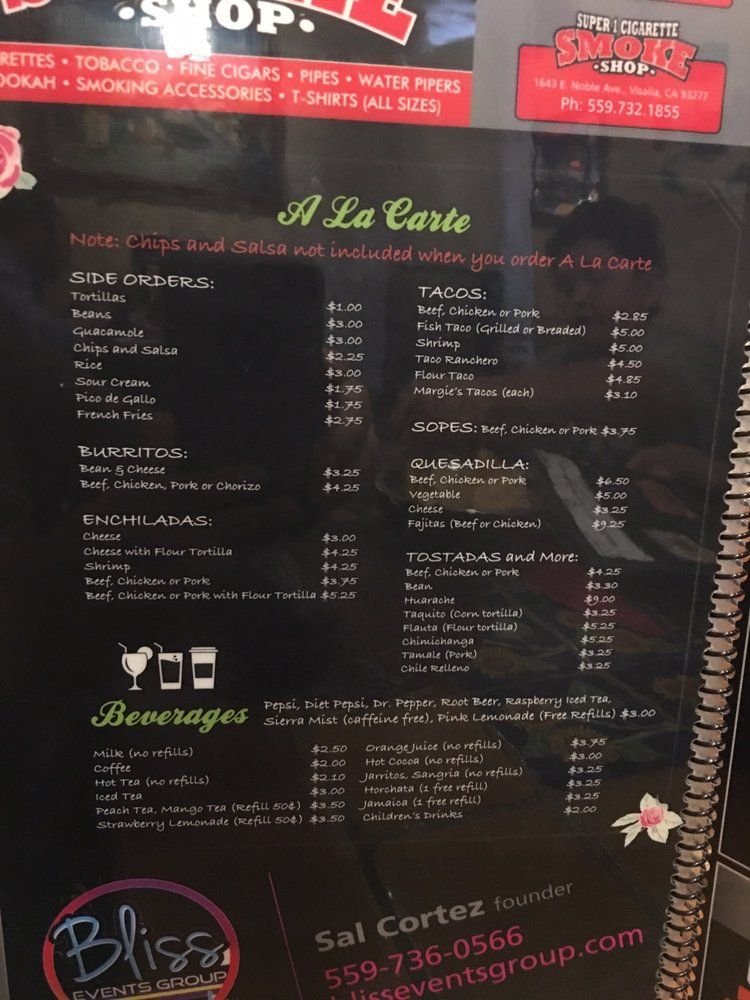 SHOP
SUPER 1 CIGARETTE
SMOKE
SHOP
1643 E. Noble Ave., Visalia, CA 93277
Ph: 559.732.1855
• TOBACCO • FINE CIGARS • PIPES • WATER PIPERS
• SMOKING ACCESSORIES • T-SHIRTS (ALL SIZES)
A La Carte
Note: Chips and Salsa not included when you order A La Carte
SIDE ORDERS:
Tortillas $1.00
Beans $3.00
Guacamole $3.00
Chips and Salsa $2.25
Rice $3.00
Sour Cream $1.75
Pico de Gallo $1.75
French Fries $2.75
BURRITOS:
Bean & Cheese $3.25
Beef, Chicken, Pork or Chorizo $4.25
ENCHILADAS:
Cheese $3.00
Cheese with Flour Tortilla $4.25
Shrimp $4.25
Beef, Chicken or Pork $3.75
Beef, Chicken or Pork with Flour Tortilla $5.25
TACOS:
Beef, Chicken or Pork $2.85
Fish Taco (Grilled or Breaded) $5.00
Shrimp $5.00
Taco Ranchero $4.50
Flour Taco $4.85
Margie's Tacos (each) $3.10
SOPES: Beef, Chicken or Pork $3.75
QUESADILLA:
Beef, Chicken or Pork $6.50
Vegetable $5.00
Cheese $3.25
Fajitas (Beef or Chicken) $9.25
TOSTADAS and More:
Beef, Chicken or Pork $4.25
Bean $3.30
Huarache $9.00
Taquito (Corn tortilla) $3.25
Flauta (Flour tortilla) $5.25
Chimichanga $5.25
Tamale (Pork) $3.25
Chile Relleno $3.25
Beverages
Pepsi, Diet Pepsi, Dr. Pepper, Root Beer, Raspberry Iced Tea,
Sierra Mist (caffeine free), Pink Lemonade (Free Refills) $3.00
Milk (no refills) $2.50
Coffee $2.00
Hot Tea (no refills) $2.10
Iced Tea $3.00
Peach Tea, Mango Tea (Refill 50¢) $3.50
Strawberry Lemonade (Refill 50¢) $3.50
Orange Juice (no refills) $3.75
Hot Cocoa (no refills) $3.00
Jarritos, Sangria (no refills) $3.25
Horchata (1 free refill) $3.25
Jamaica (1 free refill) $3.25
Children's Drinks $2.00
Bliss
EVENTS GROUP
Sal Cortez founder
559-736-0566
blisseventsgroup.com